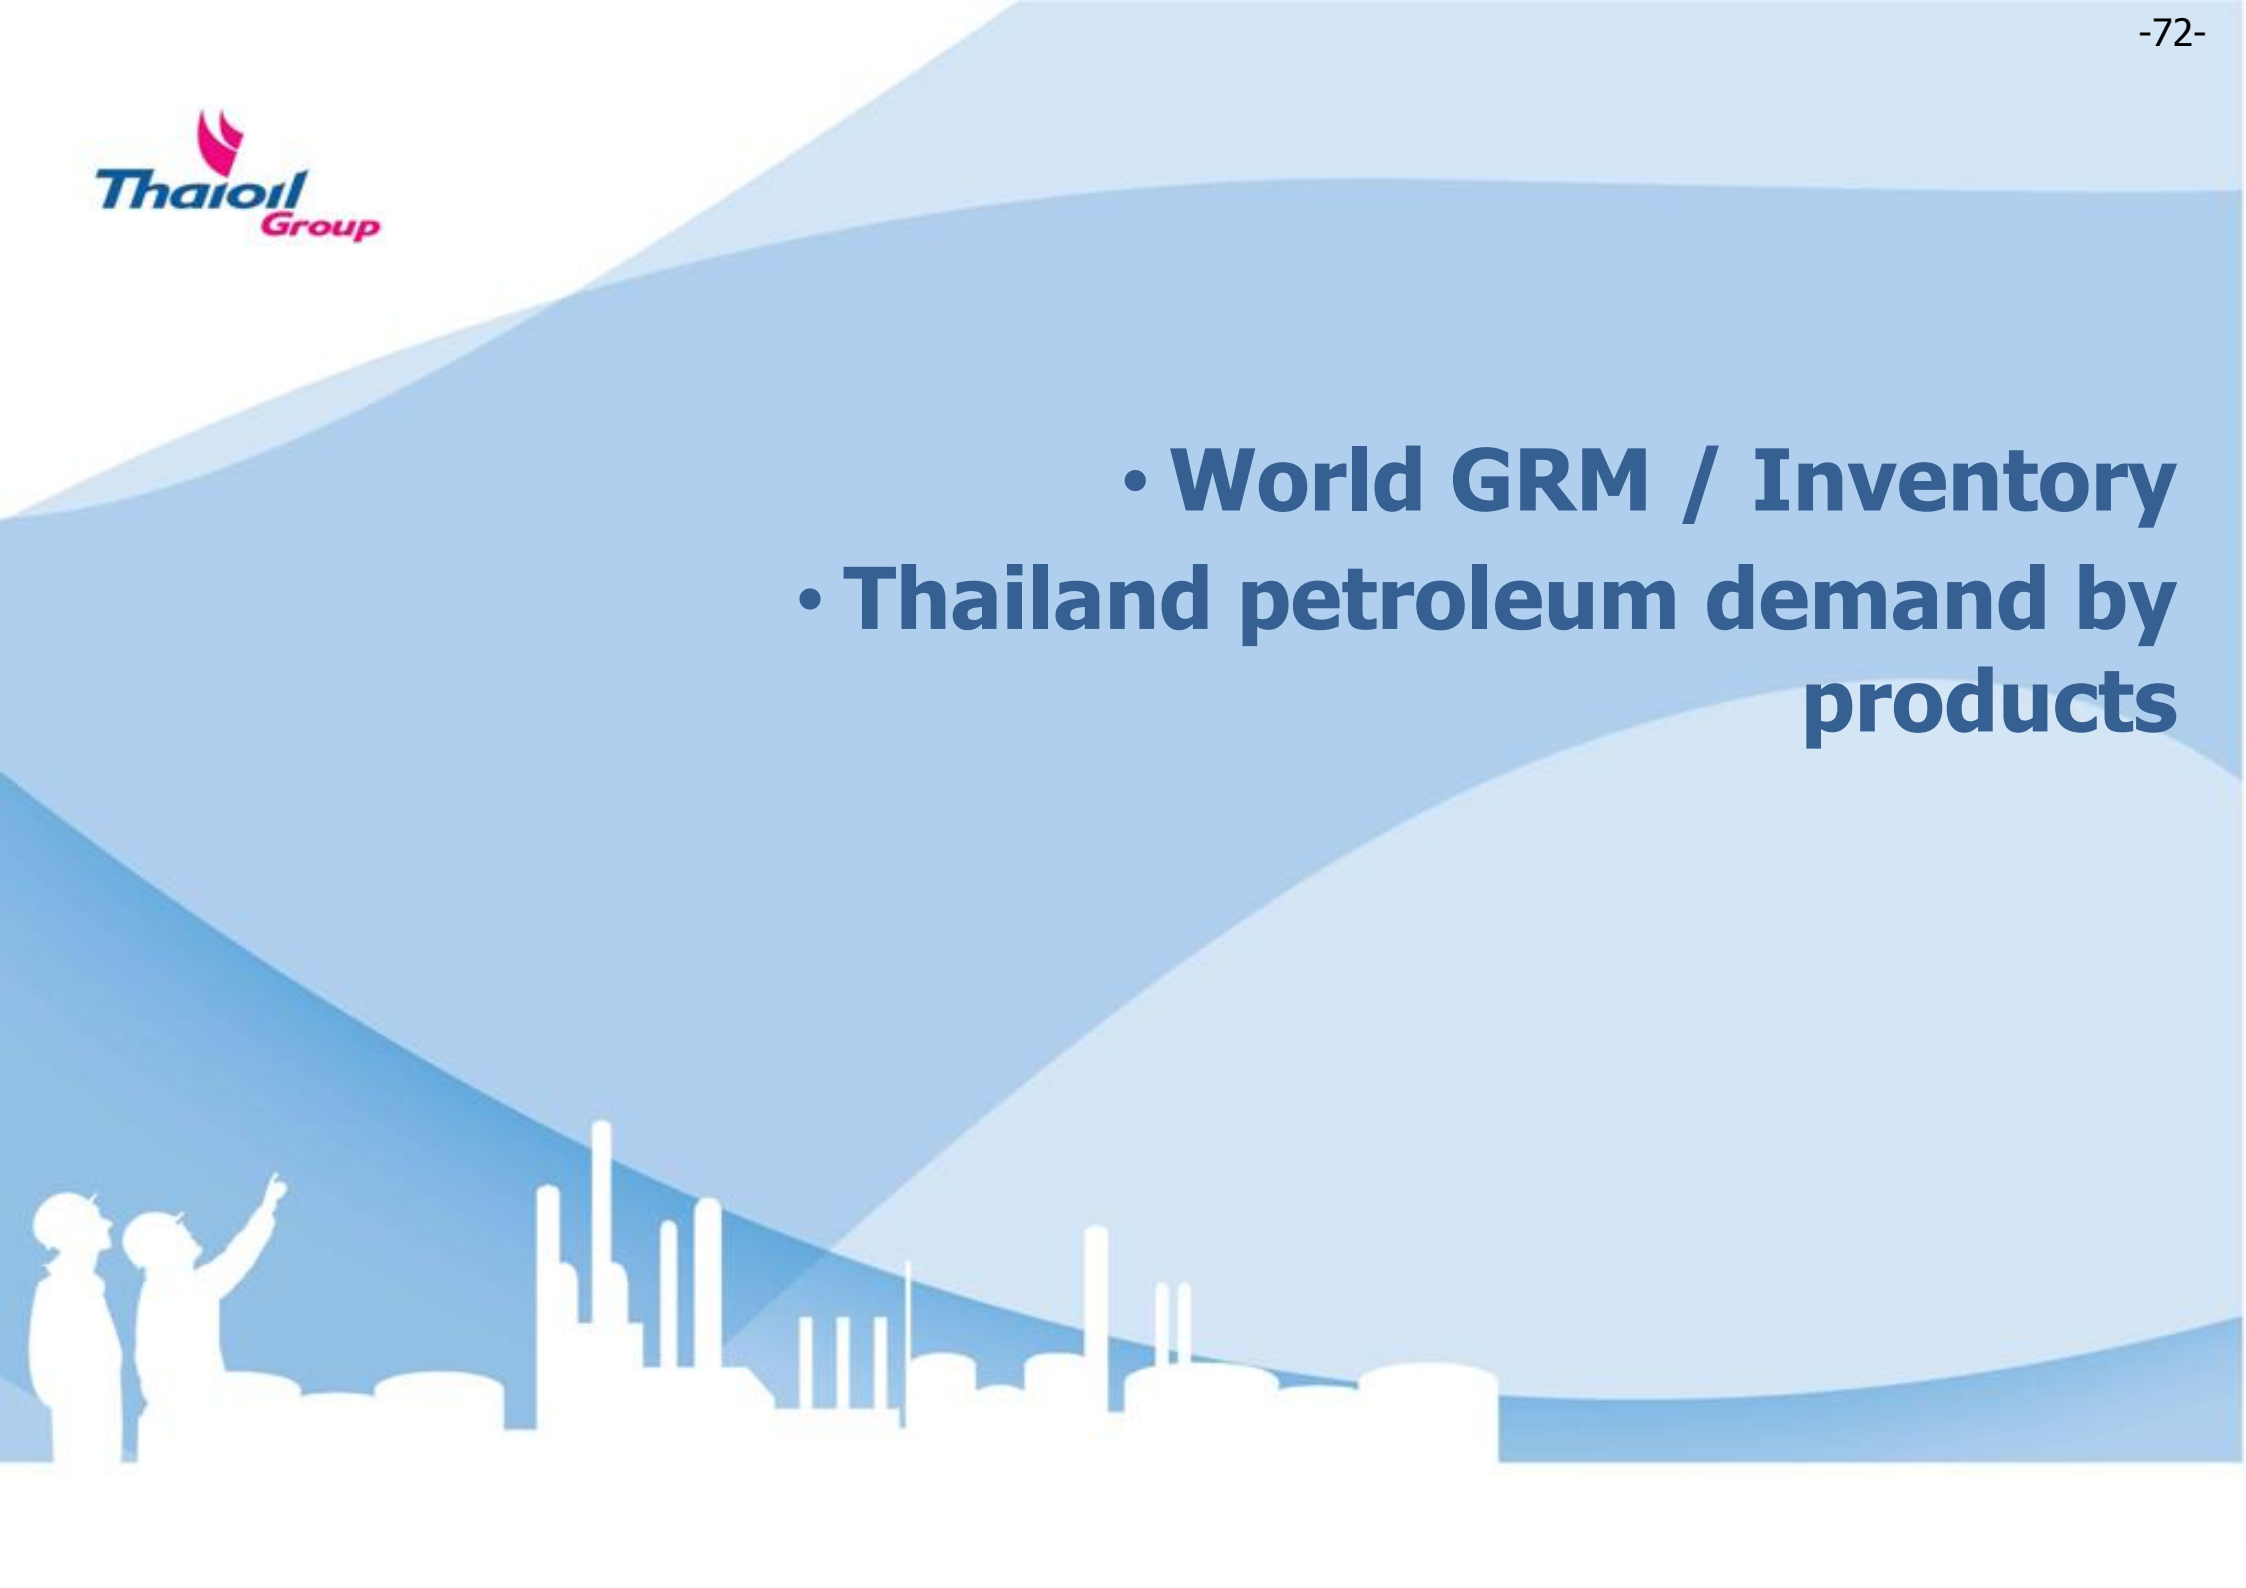 -72-
Thaioil
Group
• World GRM / Inventory
• Thailand petroleum demand by
products